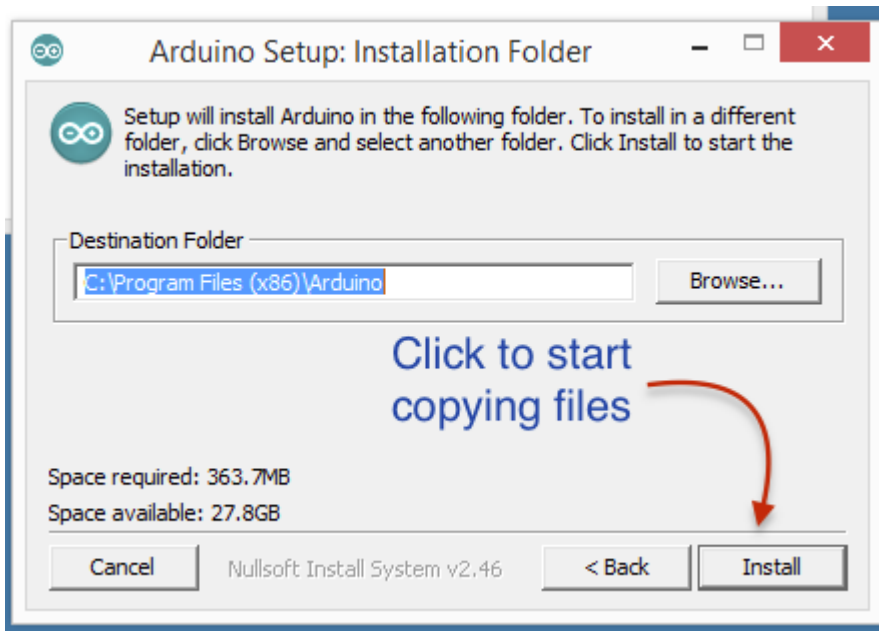 Arduino Setup: Installation Folder
Setup will install Arduino in the following folder. To install in a different
folder, click Browse and select another folder. Click Install to start the
installation.
Destination Folder
C:\Program Files (x86)\Arduino
Browse...
Click to start
copying files
Space required: 363.7MB
Space available: 27.8GB
Cancel
Nullsoft Install System v2.46
< Back
Install